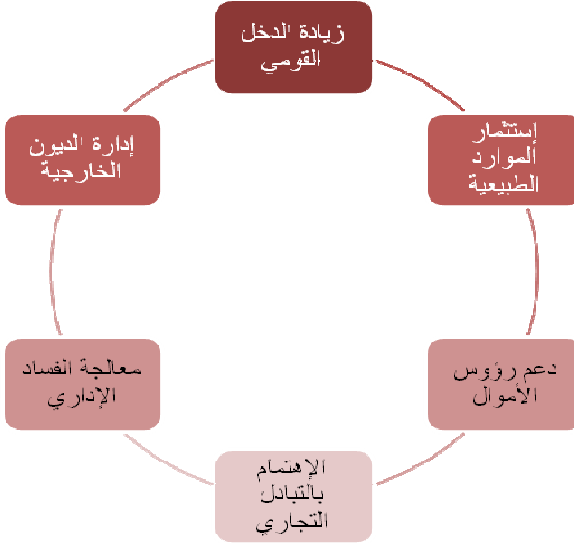 زيادة الدخل
القومي
إستثمار
الموارد
الطبيعية
دعم رؤوس
الأموال
الإهتمام
بالتبادل
التجاري
معالجة الفساد
الإداري
إدارة الديون
الخارجية